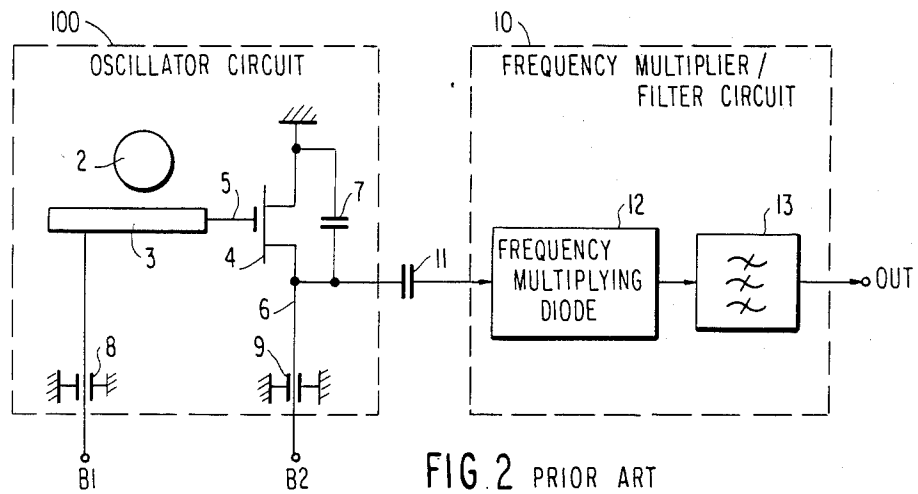 100
10
OSCILLATOR CIRCUIT
FREQUENCY MULTIPLIER /
FILTER CIRCUIT
2
5
7
12
13
3
4
11
FREQUENCY
MULTIPLYING
DIODE
OUT
6
8
9
B1
B2
FIG. 2 PRIOR ART